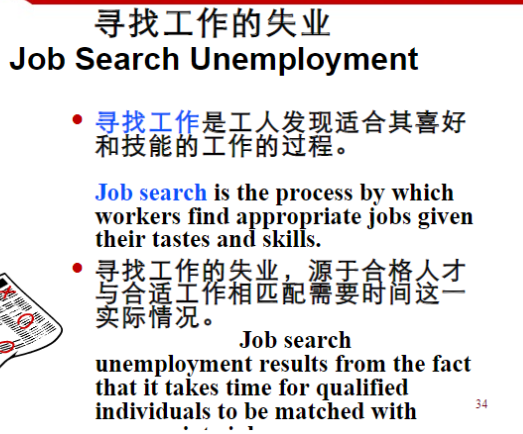 寻找工作的失业
Job Search Unemployment
寻找工作是工人发现适合其喜好
和技能的工作的过程。
Job search is the process by which
workers find appropriate jobs given
their tastes and skills.
寻找工作的失业，源于合格人才
与合适工作相匹配需要时间这一
实际情况。
Job search
unemployment results from the fact
that it takes time for qualified
individuals to be matched with
34